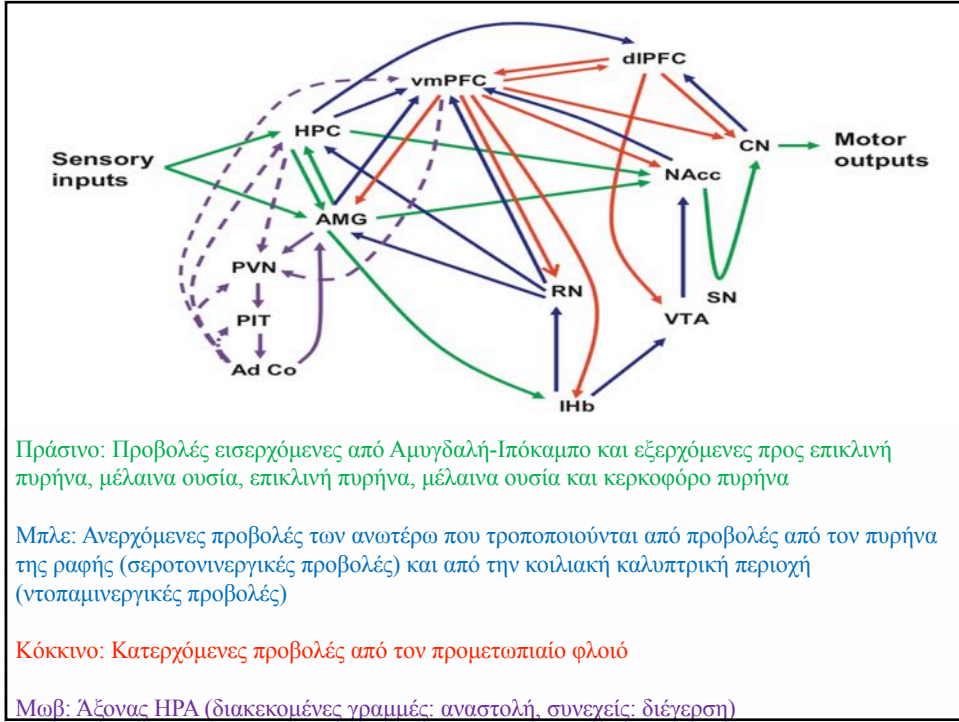 dlPFC
vmPFC
HPC
CN
Motor
outputs
Sensory
inputs
NAcc
AMG
PVN
RN
SN
PIT
VTA
Ad Co
lHb
Πράσινο: Προβολές εισερχόμενες από Αμυγδαλή-Ιπόκαμπο και εξερχόμενες προς επικλινή
πυρήνα, μέλαινα ουσία, επικλινή πυρήνα, μέλαινα ουσία και κερκοφόρο πυρήνα
Μπλε: Ανερχόμενες προβολές των ανωτέρω που τροποποιούνται από προβολές από τον πυρήνα
της ραφής (σεροτονινεργικές προβολές) και από την κοιλιακή καλυπτρική περιοχή
(ντοπαμινεργικές προβολές)
Κόκκινο: Κατερχόμενες προβολές από τον προμετωπιαίο φλοιό
Μωβ: Άξονας HPA (διακεκομένες γραμμές: αναστολή, συνεχείς: διέγερση)